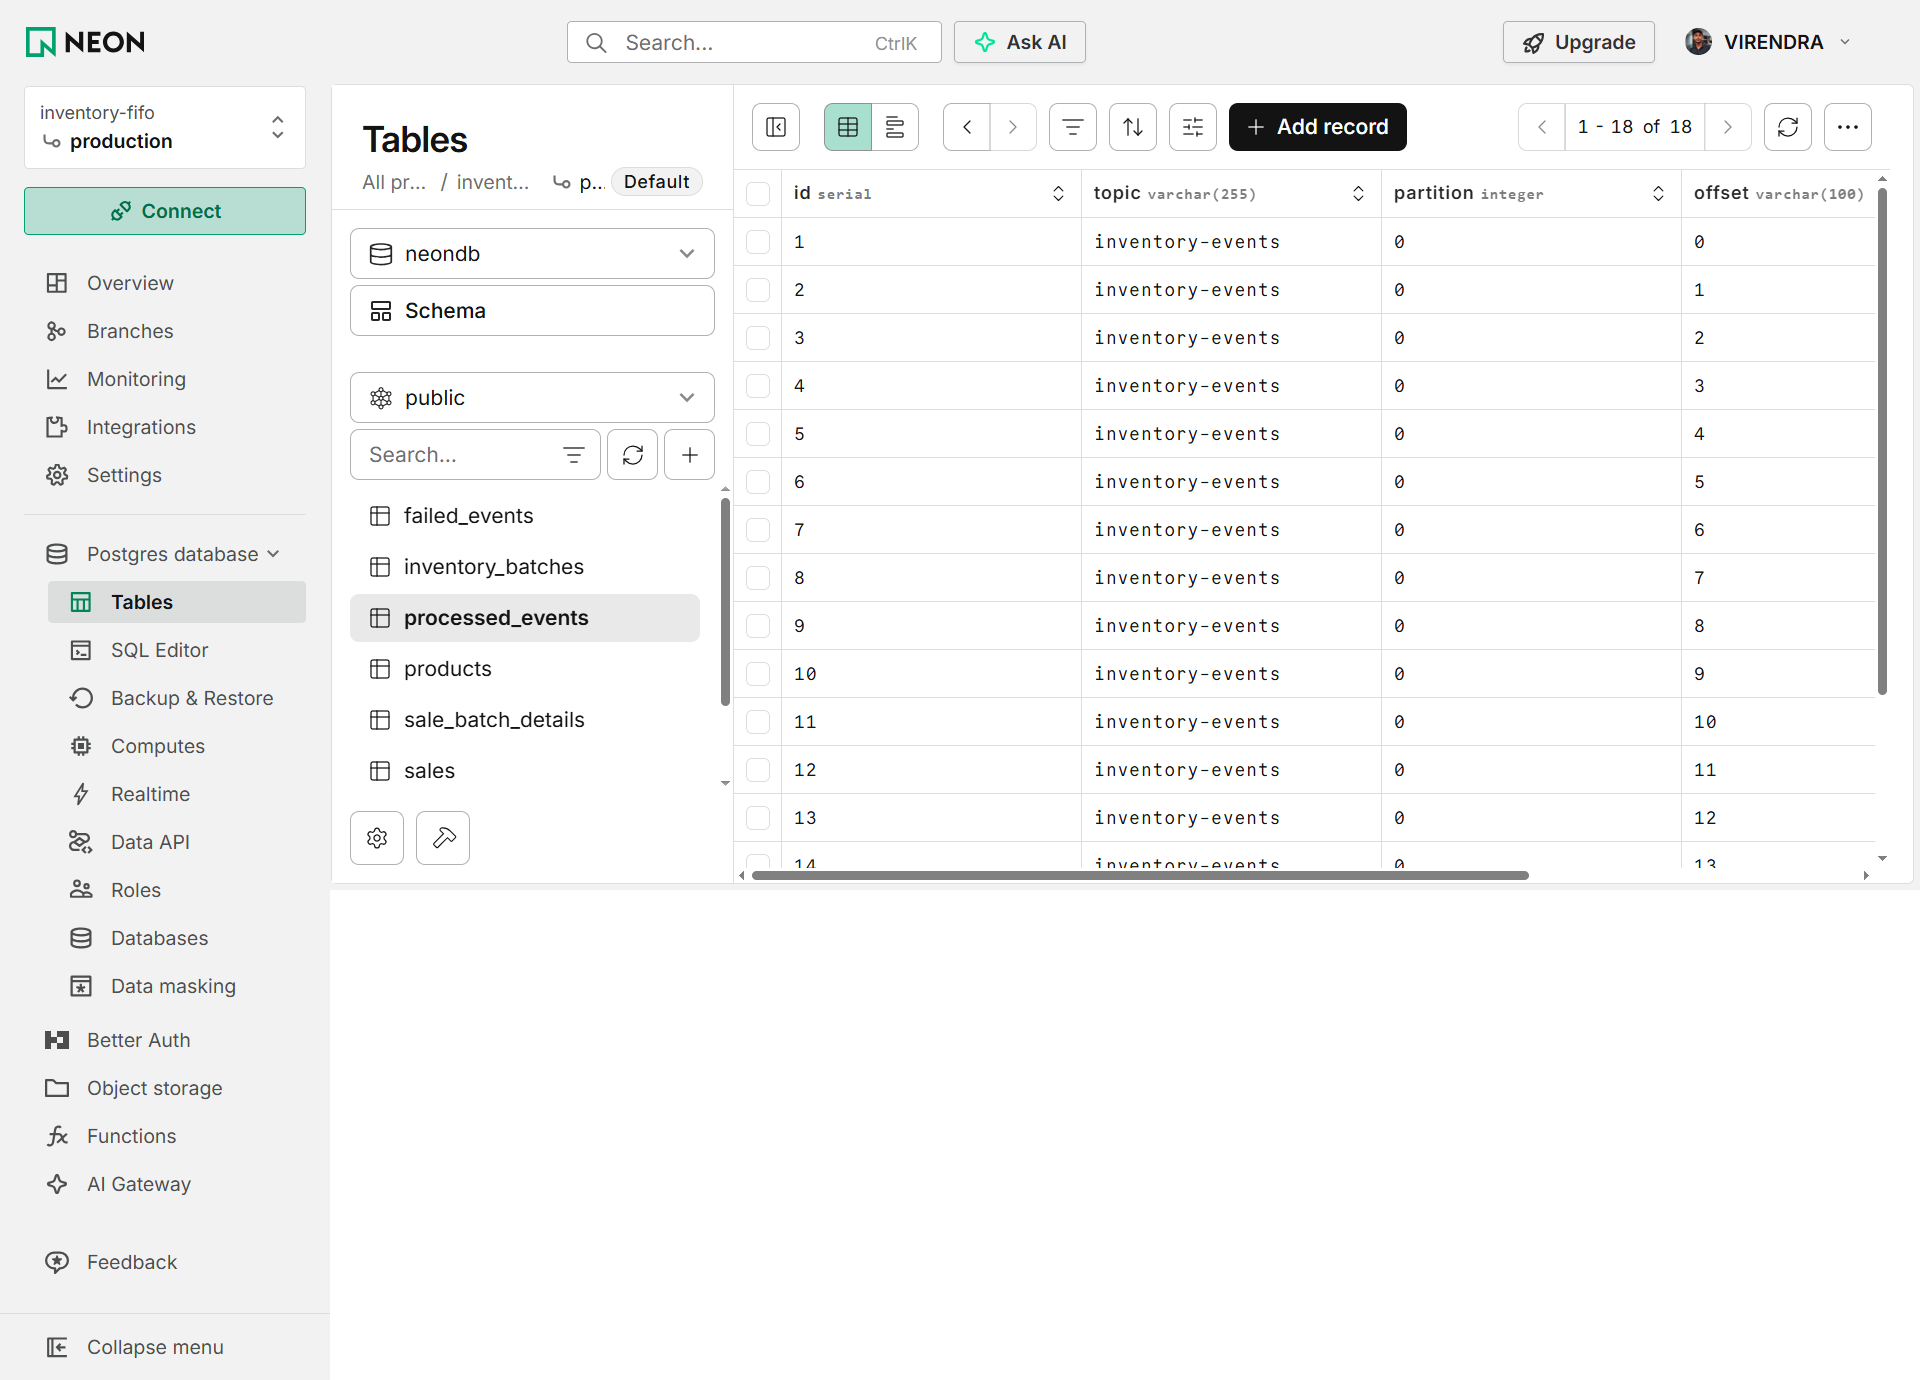 NEON
Search...
CtrlK
Ask AI
Upgrade
VIRENDRA
inventory-fifo
production
Connect
Overview
Branches
Monitoring
Integrations
Settings
Postgres database
Tables
SQL Editor
Backup & Restore
Computes
Realtime
Data API
Roles
Databases
Data masking
Better Auth
Object storage
Functions
AI Gateway
Feedback
Collapse menu
Tables
All pr... / invent... p... Default
neondb
Schema
public
Search...
failed_events
inventory_batches
processed_events
products
sale_batch_details
sales
Add record
1 - 18 of 18
id serial topic varchar(255) partition integer offset varchar(100)
1 inventory-events 0 0
2 inventory-events 0 1
3 inventory-events 0 2
4 inventory-events 0 3
5 inventory-events 0 4
6 inventory-events 0 5
7 inventory-events 0 6
8 inventory-events 0 7
9 inventory-events 0 8
10 inventory-events 0 9
11 inventory-events 0 10
12 inventory-events 0 11
13 inventory-events 0 12
14 inventory-events 0 13